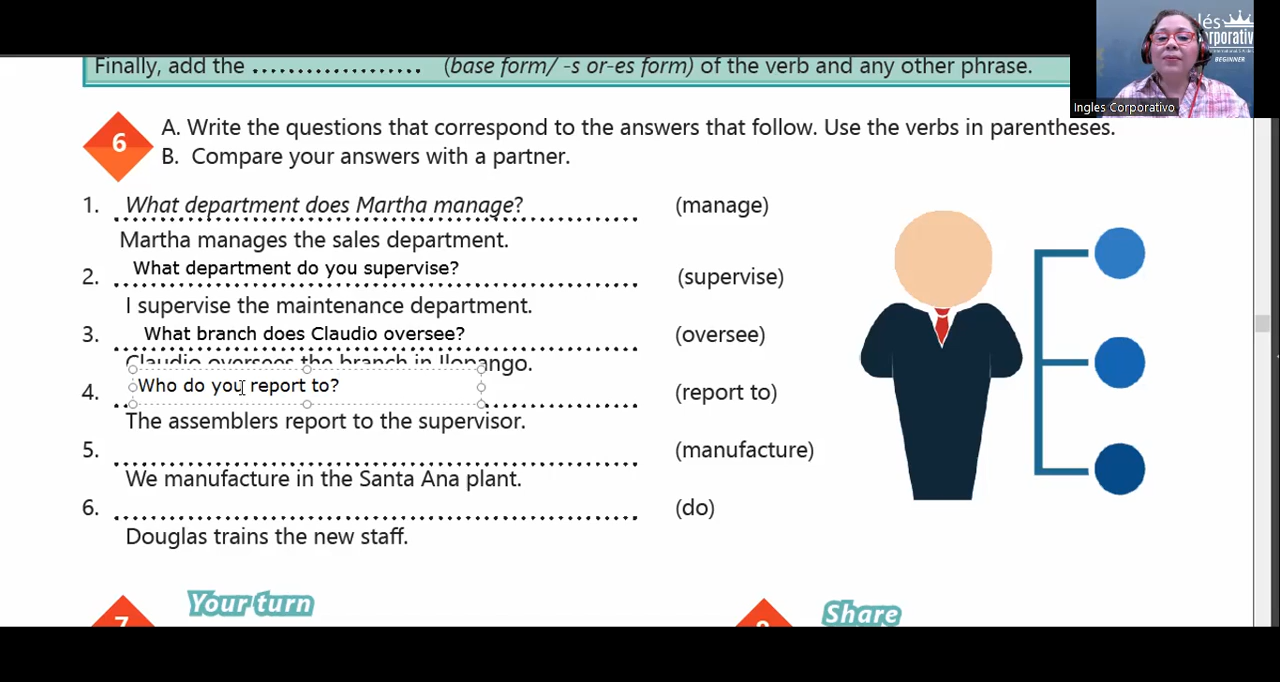 Finally, add the .................. (base form/ -s or-es form) of the verb and any other phrase.
Ingles Corporativo
BEGINNER
6
A. Write the questions that correspond to the answers that follow. Use the verbs in parentheses.
B. Compare your answers with a partner.
1. What department does Martha manage? (manage)
Martha manages the sales department.
What department do you supervise?
2. (supervise)
I supervise the maintenance department.
3. What branch does Claudio oversee? (oversee)
Claudio oversees the branch in Ilopango.
Who do you report to?
4. (report to)
The assemblers report to the supervisor.
5. (manufacture)
We manufacture in the Santa Ana plant.
6. (do)
Douglas trains the new staff.
Your turn
Share
7